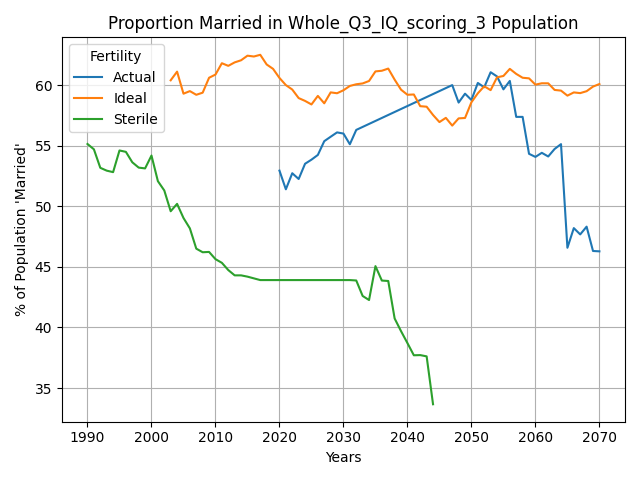 Proportion Married in Whole_Q3_IQ_scoring_3 Population
Fertility
Actual
Ideal
Sterile
% of Population 'Married'
60
55
50
45
40
35
1990 2000 2010 2020 2030 2040 2050 2060 2070
Years